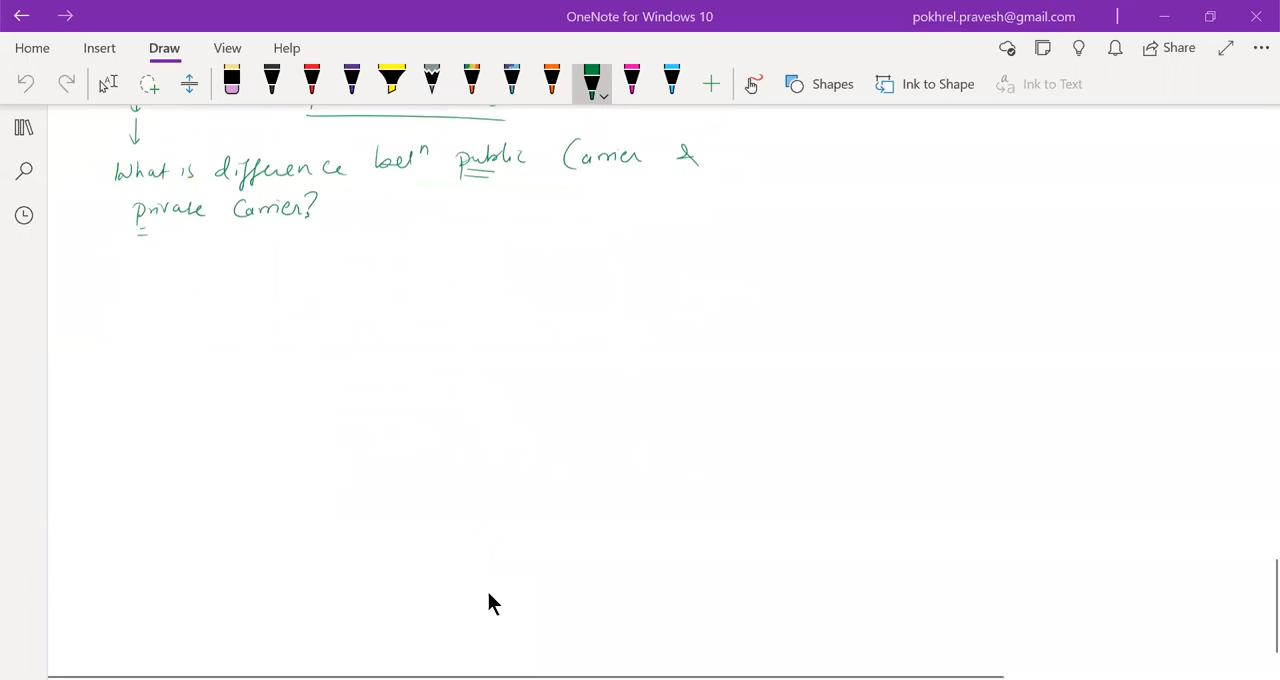 OneNote for Windows 10
pokhrel.pravesh@gmail.com
Home Insert Draw View Help
Share
Shapes Ink to Shape Ink to Text
What is difference betn public Carrier &
private Carrier?